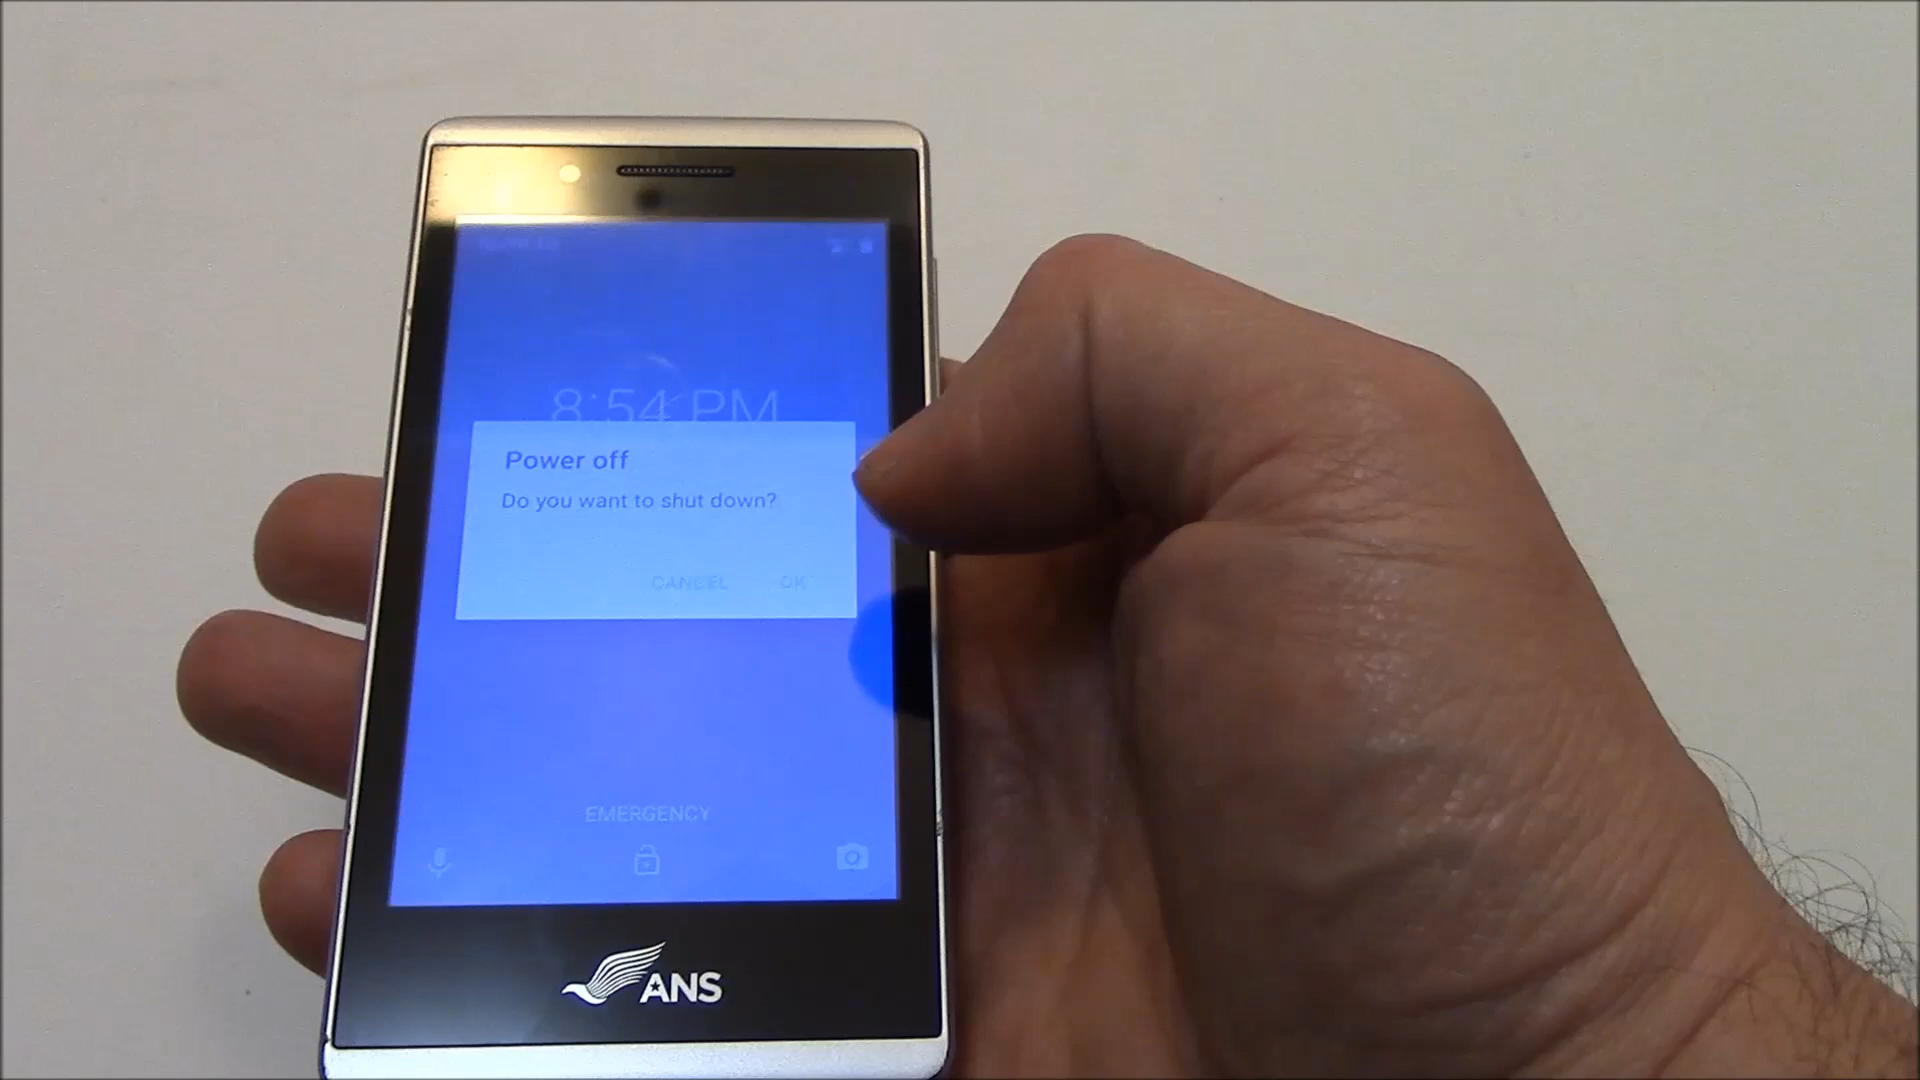 8:54 PM
Power off
Do you want to shut down?
CANCEL OK
EMERGENCY
ANS